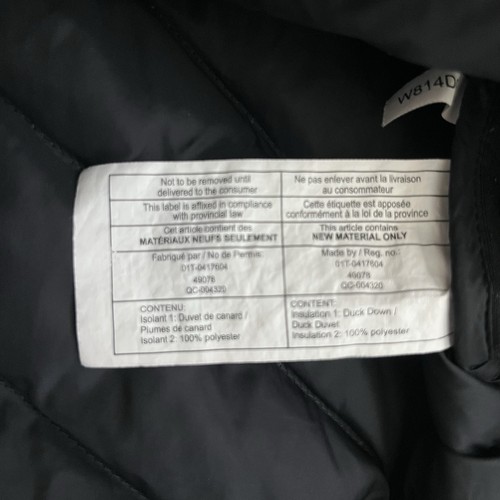 W814D
Not to be removed until
delivered to the consumer
Ne pas enlever avant la livraison
au consommateur
This label is affixed in compliance
with provincial law
Cette étiquette est apposée
conformément à la loi de la province
Cet article contient des
MATÉRIAUX NEUFS SEULEMENT
This article contains
NEW MATERIAL ONLY
Fabriqué par / No de Permis:
01T-0417604
49078
QC-004320
Made by / Reg. no.:
01T-0417604
49078
QC-004320
CONTENU:
Isolant 1: Duvet de canard /
Plumes de canard
Isolant 2: 100% polyester
CONTENT:
Insulation 1: Duck Down /
Duck Duvet
Insulation 2: 100% polyester